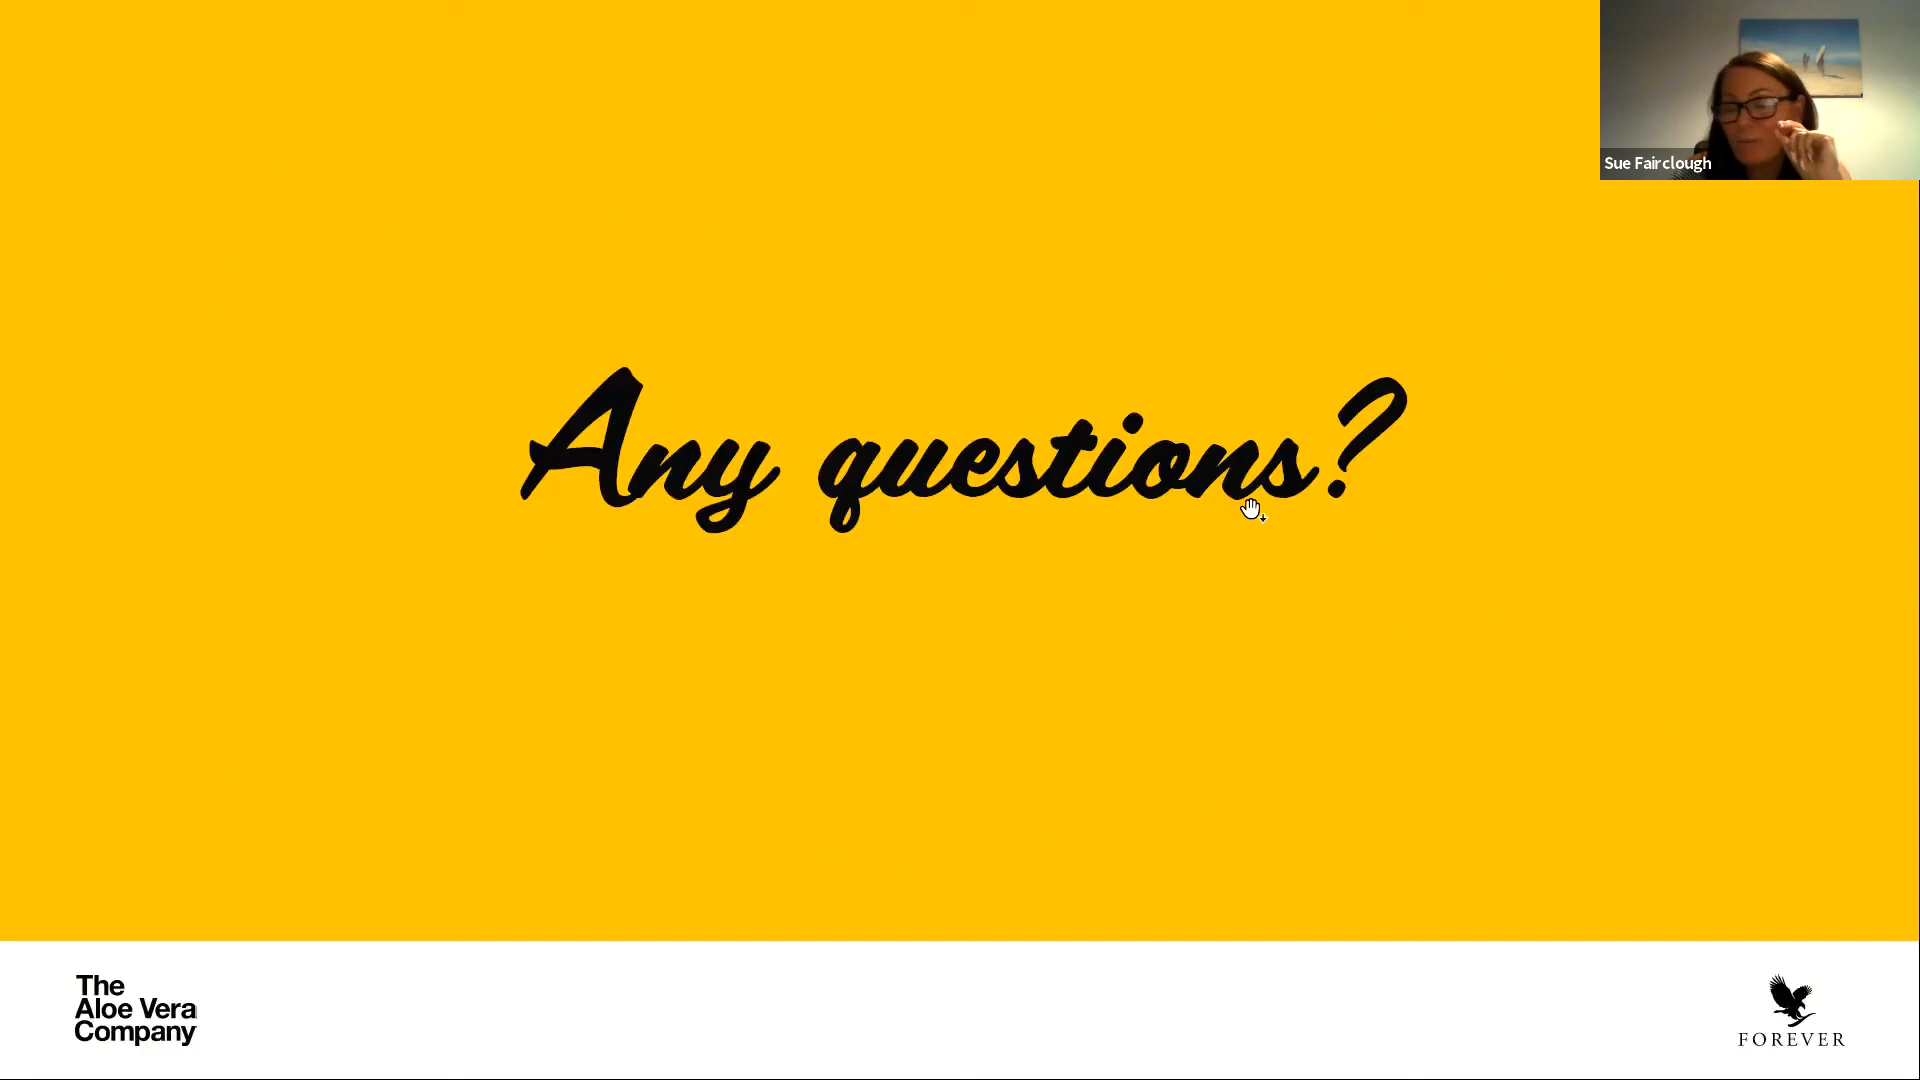 Sue Fairclough
Any questions?
The
Aloe Vera
Company
FOREVER